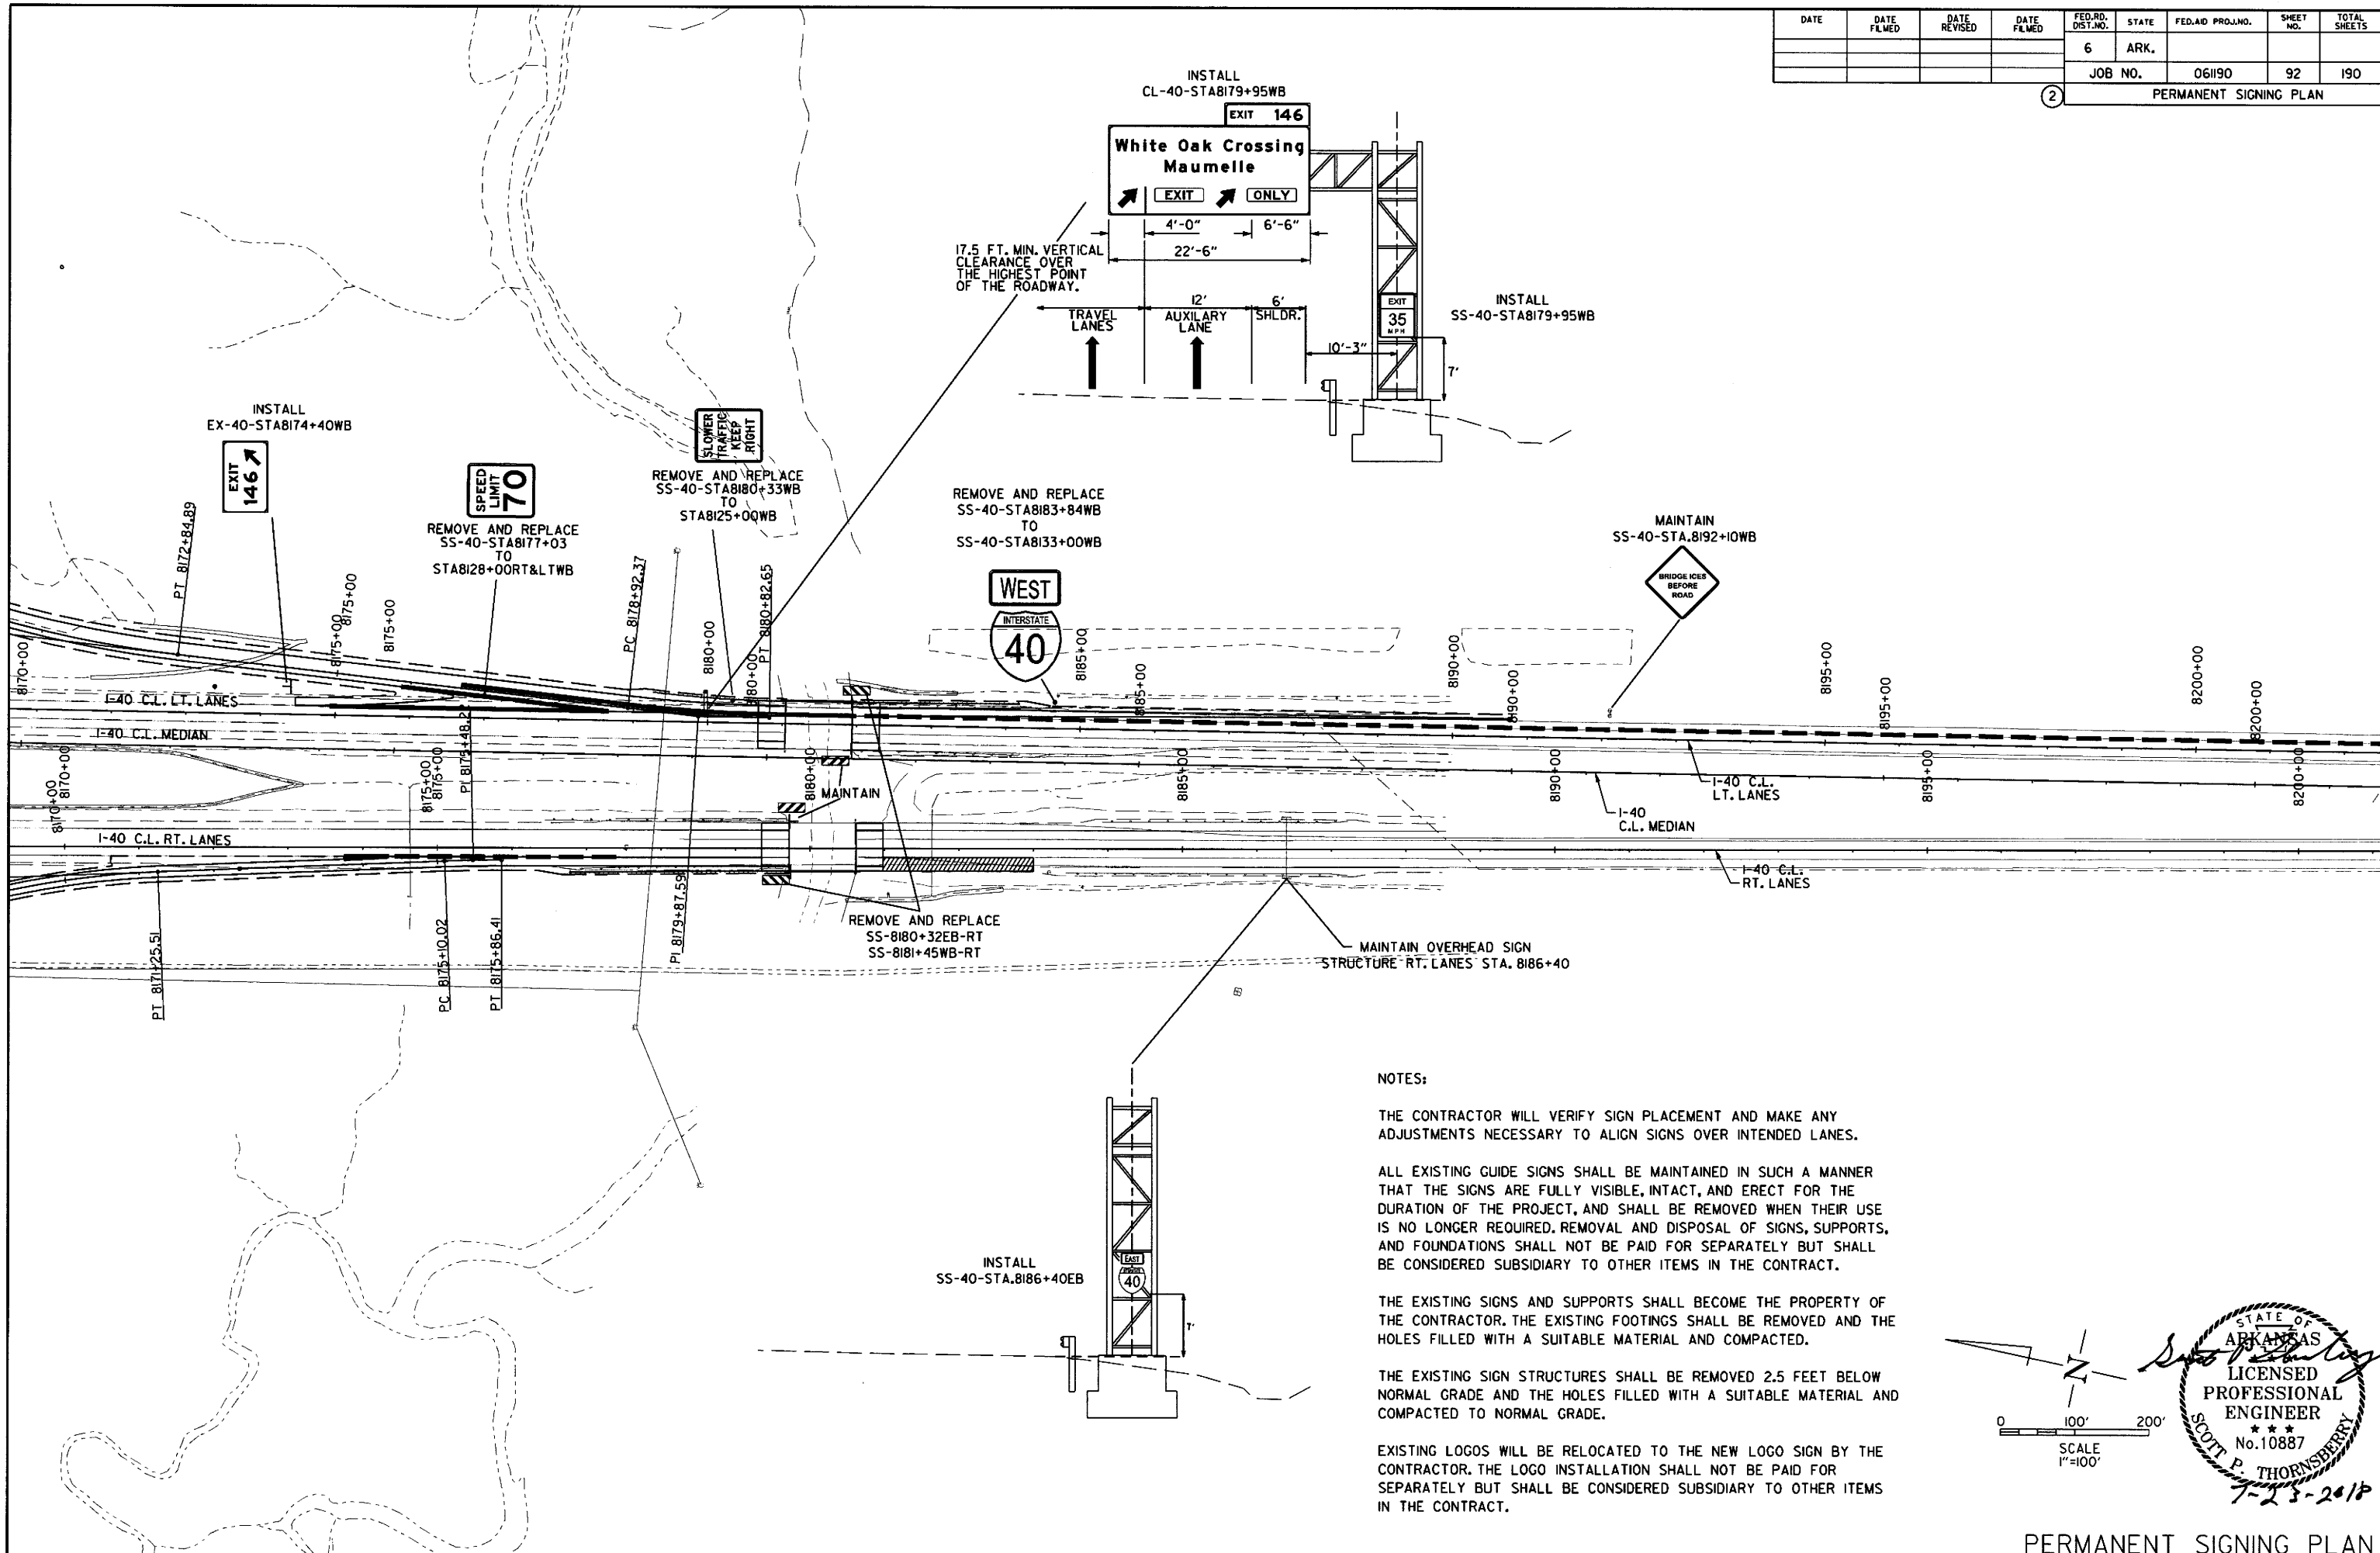 DATE
DATE FILMED
DATE REVISED
DATE FILMED
FED.RD. DIST.NO.
STATE
FED.AID PROJ.NO.
SHEET NO.
TOTAL SHEETS
6
ARK.
JOB NO.
061190
92
190
2
PERMANENT SIGNING PLAN
INSTALL
CL-40-STA8179+95WB
EXIT 146
White Oak Crossing
Maumelle
EXIT
ONLY
4'-0"
6'-6"
22'-6"
17.5 FT. MIN. VERTICAL
CLEARANCE OVER
THE HIGHEST POINT
OF THE ROADWAY.
12'
6'
TRAVEL
LANES
AUXILARY
LANE
SHLDR.
10'-3"
EXIT
35
MPH
7'
INSTALL
SS-40-STA8179+95WB
INSTALL
EX-40-STA8174+40WB
EXIT
146
SPEED
LIMIT
70
REMOVE AND REPLACE
SS-40-STA8177+03
TO
STA8128+00RT&LTWB
SLOWER
TRAFFIC
KEEP
RIGHT
REMOVE AND REPLACE
SS-40-STA8180+33WB
TO
STA8125+00WB
REMOVE AND REPLACE
SS-40-STA8183+84WB
TO
SS-40-STA8133+00WB
WEST
INTERSTATE
40
MAINTAIN
SS-40-STA.8192+10WB
BRIDGE ICES
BEFORE
ROAD
PT 8172+84.89
8175+00
8175+00
8175+00
PC 8178+92.37
8180+00
8180+00
PT 8180+82.65
8185+00
8185+00
8190+00
8190+00
8195+00
8195+00
8200+00
8200+00
8170+00
I-40 C.L. LT. LANES
I-40 C.L. MEDIAN
8170+00
8170+00
8175+00
8175+00
PI 8175+48.22
8180+00
MAINTAIN
8185+00
8190+00
8195+00
8200+00
I-40 C.L.
LT. LANES
I-40
C.L. MEDIAN
I-40 C.L. RT. LANES
I-40 C.L.
RT. LANES
PT 8171+25.51
PC 8175+10.02
PT 8175+86.41
PI 8179+87.59
REMOVE AND REPLACE
SS-8180+32EB-RT
SS-8181+45WB-RT
MAINTAIN OVERHEAD SIGN
STRUCTURE RT. LANES STA. 8186+40
INSTALL
SS-40-STA.8186+40EB
EAST
40
7'
NOTES:
THE CONTRACTOR WILL VERIFY SIGN PLACEMENT AND MAKE ANY
ADJUSTMENTS NECESSARY TO ALIGN SIGNS OVER INTENDED LANES.
ALL EXISTING GUIDE SIGNS SHALL BE MAINTAINED IN SUCH A MANNER
THAT THE SIGNS ARE FULLY VISIBLE, INTACT, AND ERECT FOR THE
DURATION OF THE PROJECT, AND SHALL BE REMOVED WHEN THEIR USE
IS NO LONGER REQUIRED. REMOVAL AND DISPOSAL OF SIGNS, SUPPORTS,
AND FOUNDATIONS SHALL NOT BE PAID FOR SEPARATELY BUT SHALL
BE CONSIDERED SUBSIDIARY TO OTHER ITEMS IN THE CONTRACT.
THE EXISTING SIGNS AND SUPPORTS SHALL BECOME THE PROPERTY OF
THE CONTRACTOR. THE EXISTING FOOTINGS SHALL BE REMOVED AND THE
HOLES FILLED WITH A SUITABLE MATERIAL AND COMPACTED.
THE EXISTING SIGN STRUCTURES SHALL BE REMOVED 2.5 FEET BELOW
NORMAL GRADE AND THE HOLES FILLED WITH A SUITABLE MATERIAL AND
COMPACTED TO NORMAL GRADE.
EXISTING LOGOS WILL BE RELOCATED TO THE NEW LOGO SIGN BY THE
CONTRACTOR. THE LOGO INSTALLATION SHALL NOT BE PAID FOR
SEPARATELY BUT SHALL BE CONSIDERED SUBSIDIARY TO OTHER ITEMS
IN THE CONTRACT.
N
0 100' 200'
SCALE
1"=100'
STATE OF
ARKANSAS
LICENSED
PROFESSIONAL
ENGINEER
No.10887
SCOTT P. THORNSBERRY
7-23-2018
PERMANENT SIGNING PLAN